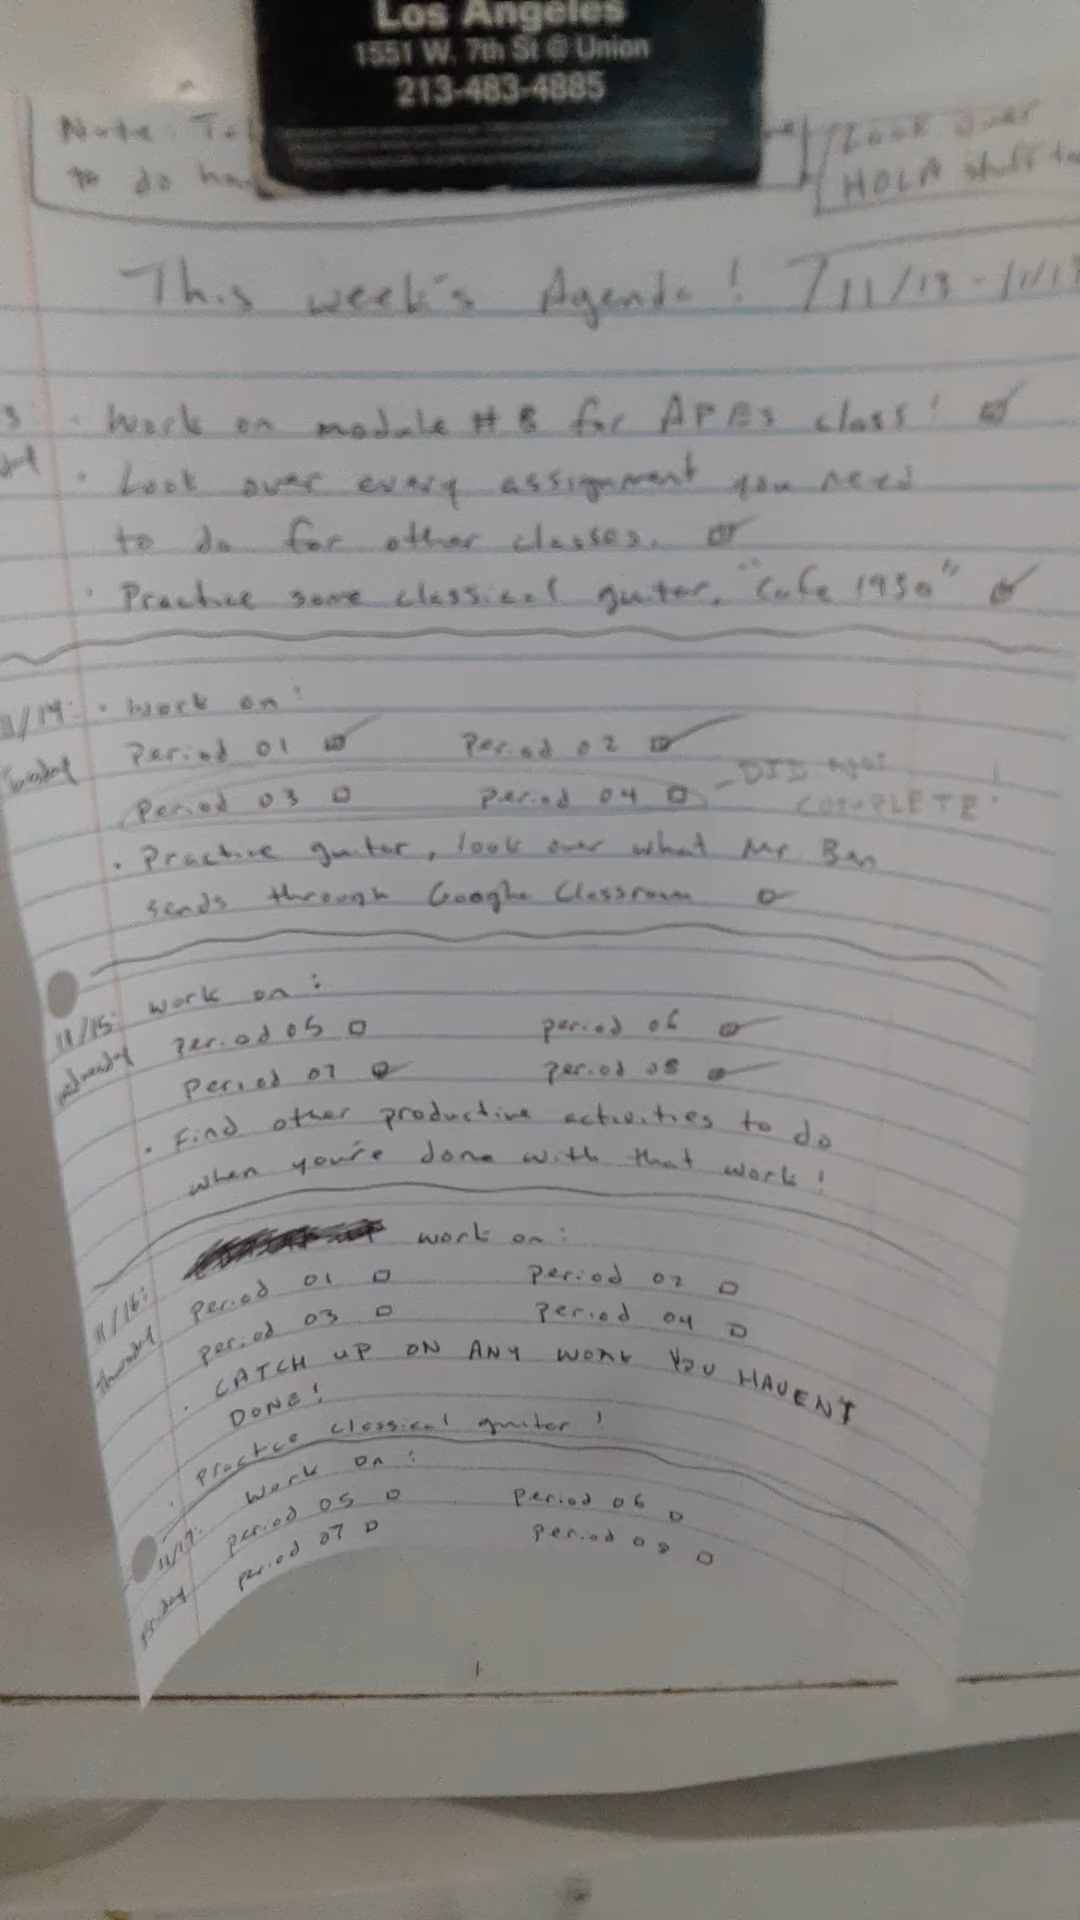 Los Angeles
1551 W. 7th St @ Union
213-483-4885
Note: To
to do
Look over
HOLA stuff
This week's Agenda! 11/13 -
• Work on module #8 for APES class!
• Look over every assignment you need
to do for other classes.
• Practice some classical guitar, "Cafe 1930"
11/14: • Work on:
Tuesday
Period 01 Period 02
Period 03 Period 04 - DID NOT
COMPLETE!
• Practice guitar, look over what Mr. Ben
sends through Google Classroom
11/15: work on:
Wednesday
period 05 period 06
period 07 period 08
• Find other productive activities to do
when you're done with that work!
work on:
11/16:
Thursday
period 01 period 02
period 03 period 04
• CATCH UP ON ANY WORK YOU HAVEN'T
DONE!
• Practice classical guitar!
11/17: Work on:
Friday
period 05 period 06
period 07 period 08